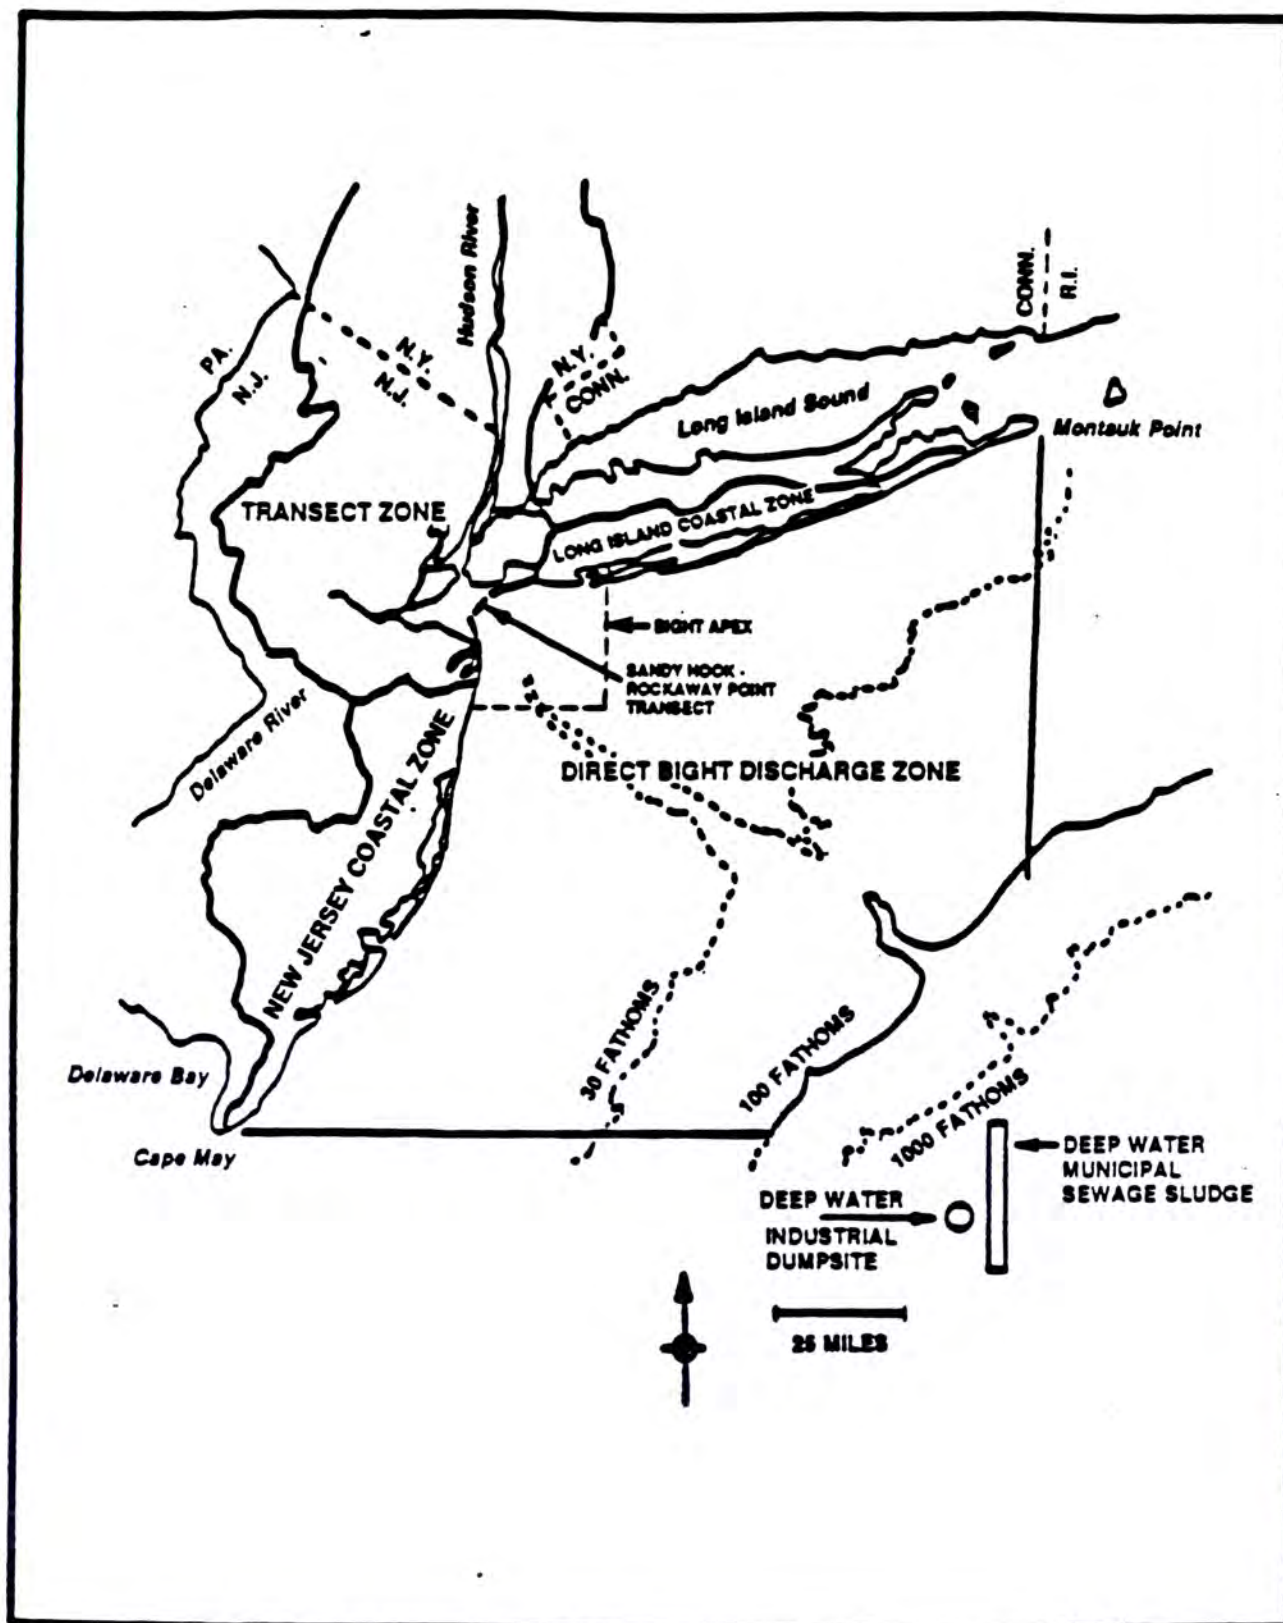 Hudson River
CONN.
R.I.
PA.
N.J.
N.Y.
N.J.
N.Y.
CONN.
Long Island Sound
Montauk Point
TRANSECT ZONE
LONG ISLAND COASTAL ZONE
BIGHT APEX
SANDY HOOK -
ROCKAWAY POINT
TRANSECT
Delaware River
DIRECT BIGHT DISCHARGE ZONE
NEW JERSEY COASTAL ZONE
30 FATHOMS
100 FATHOMS
1000 FATHOMS
Delaware Bay
Cape May
DEEP WATER
MUNICIPAL
SEWAGE SLUDGE
DEEP WATER
INDUSTRIAL
DUMPSITE
25 MILES